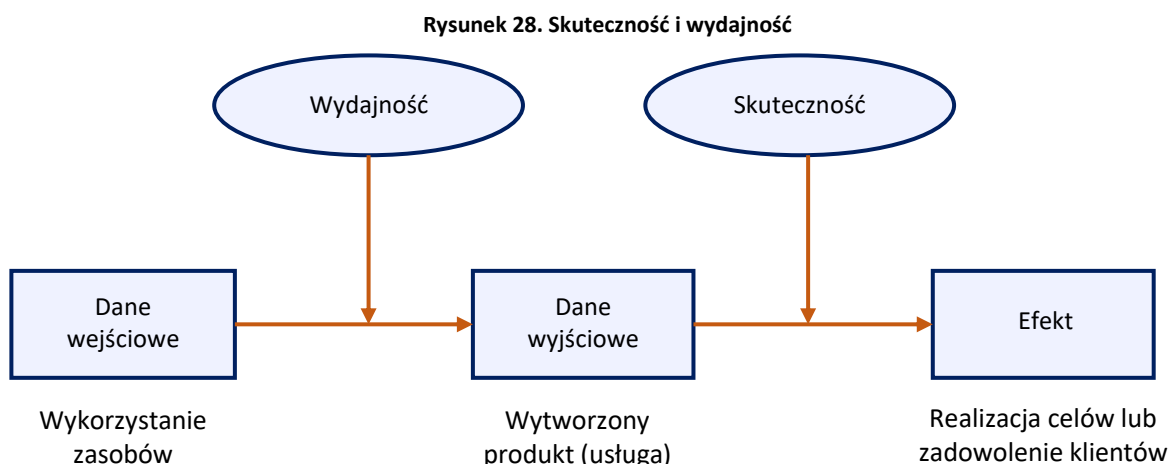 Rysunek 28. Skuteczność i wydajność
Wydajność
Skuteczność
Dane
wejściowe
Dane
wyjściowe
Efekt
Wykorzystanie
zasobów
Wytworzony
produkt (usługa)
Realizacja celów lub
zadowolenie klientów